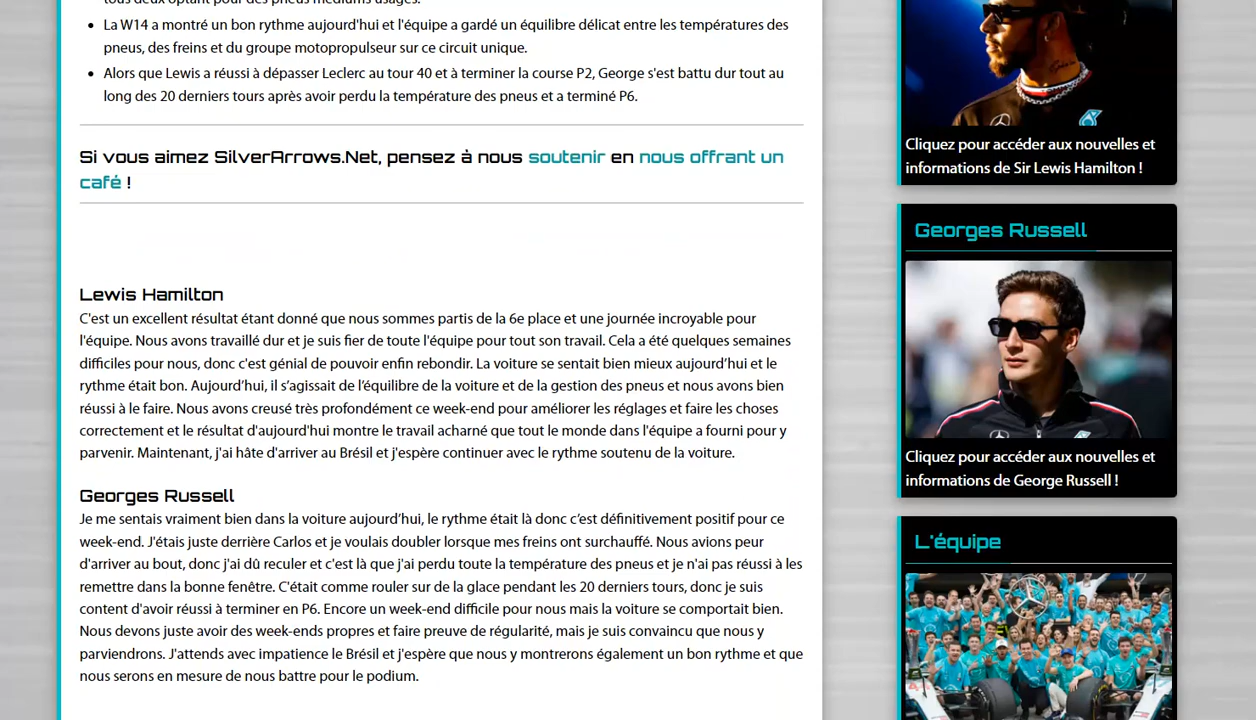 tous deux optant pour des pneus mediums usagés.
La W14 a montré un bon rythme aujourd'hui et l'équipe a gardé un équilibre délicat entre les températures des
pneus, des freins et du groupe motopropulseur sur ce circuit unique.
Alors que Lewis a réussi à dépasser Leclerc au tour 40 et à terminer la course P2, George s'est battu dur tout au
long des 20 derniers tours après avoir perdu la température des pneus et a terminé P6.
Si vous aimez SilverArrows.Net, pensez à nous soutenir en nous offrant un
café !
Lewis Hamilton
C'est un excellent résultat étant donné que nous sommes partis de la 6e place et une journée incroyable pour
l'équipe. Nous avons travaillé dur et je suis fier de toute l'équipe pour tout son travail. Cela a été quelques semaines
difficiles pour nous, donc c'est génial de pouvoir enfin rebondir. La voiture se sentait bien mieux aujourd’hui et le
rythme était bon. Aujourd’hui, il s’agissait de l’équilibre de la voiture et de la gestion des pneus et nous avons bien
réussi à le faire. Nous avons creusé très profondément ce week-end pour améliorer les réglages et faire les choses
correctement et le résultat d'aujourd'hui montre le travail acharné que tout le monde dans l'équipe a fourni pour y
parvenir. Maintenant, j'ai hâte d'arriver au Brésil et j'espère continuer avec le rythme soutenu de la voiture.
Georges Russell
Je me sentais vraiment bien dans la voiture aujourd’hui, le rythme était là donc c’est définitivement positif pour ce
week-end. J'étais juste derrière Carlos et je voulais doubler lorsque mes freins ont surchauffé. Nous avions peur
d'arriver au bout, donc j'ai dû reculer et c'est là que j'ai perdu toute la température des pneus et je n'ai pas réussi à les
remettre dans la bonne fenêtre. C'était comme rouler sur de la glace pendant les 20 derniers tours, donc je suis
content d'avoir réussi à terminer en P6. Encore un week-end difficile pour nous mais la voiture se comportait bien.
Nous devons juste avoir des week-ends propres et faire preuve de régularité, mais je suis convaincu que nous y
parviendrons. J'attends avec impatience le Brésil et j'espère que nous y montrerons également un bon rythme et que
nous serons en mesure de nous battre pour le podium.
Cliquez pour accéder aux nouvelles et
informations de Sir Lewis Hamilton !
Georges Russell
Cliquez pour accéder aux nouvelles et
informations de George Russell !
L'équipe